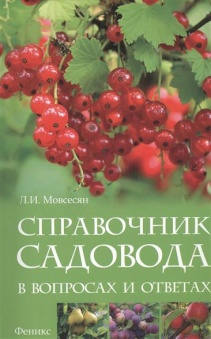 Л.И. Мовсесян
СПРАВОЧНИК
САДОВОДА
В ВОПРОСАХ И ОТВЕТАХ
Феникс